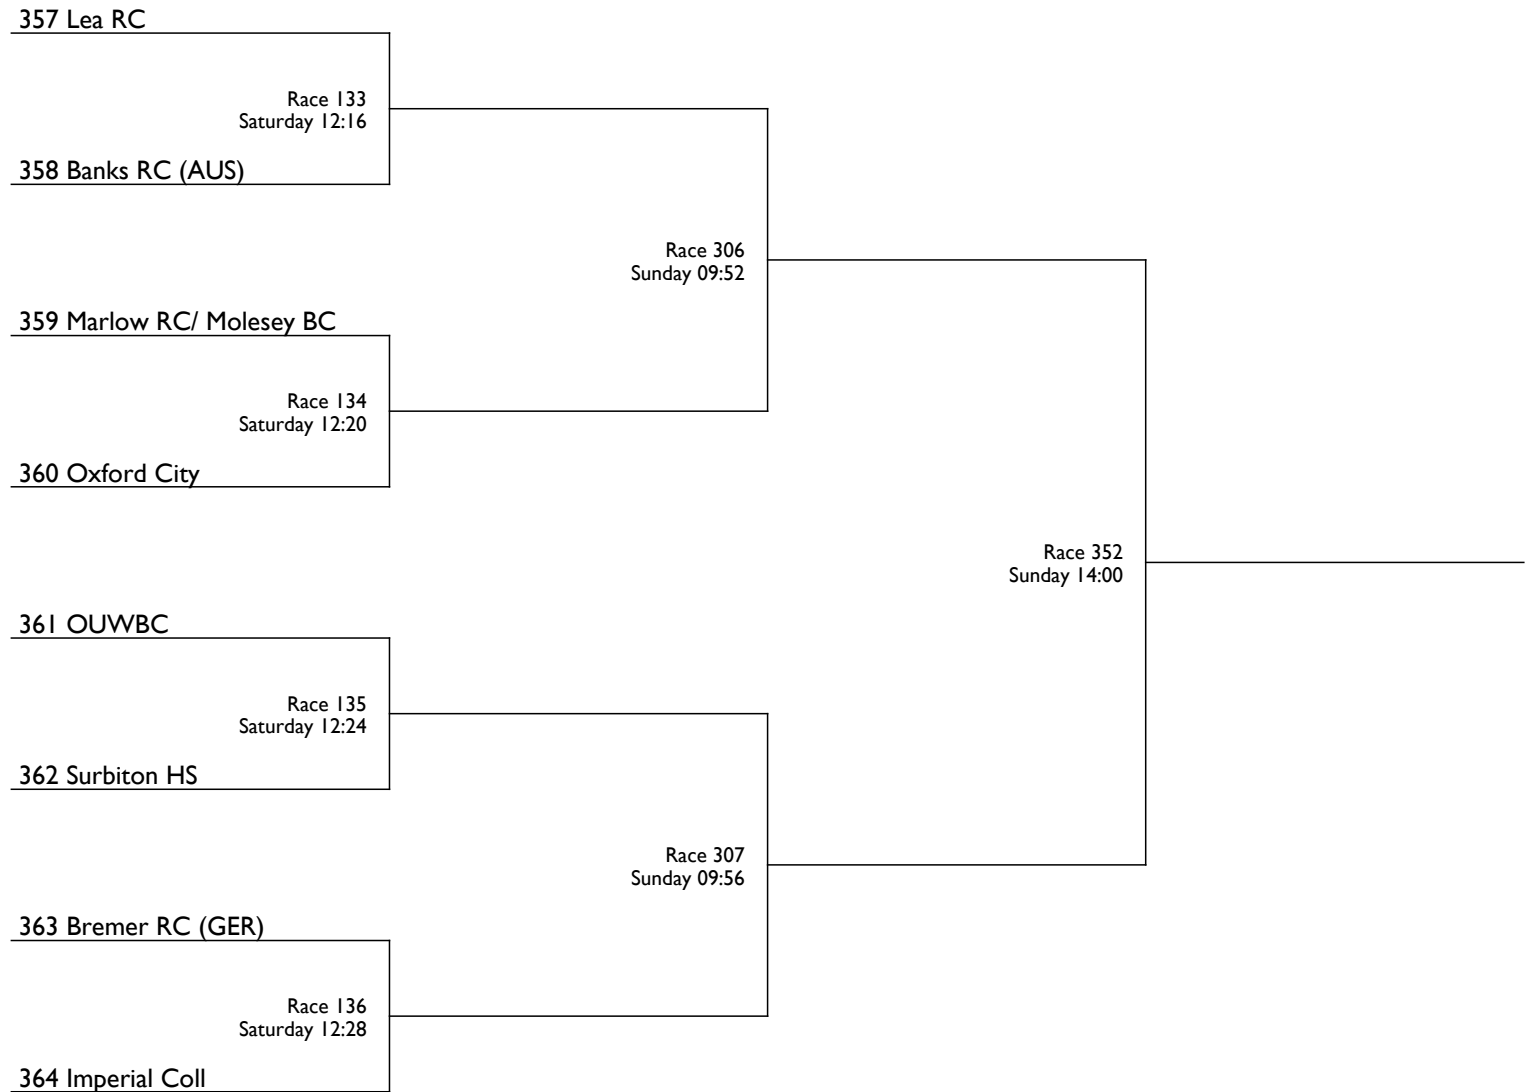 357 Lea RC
Race 133
Saturday 12:16
358 Banks RC (AUS)
Race 306
Sunday 09:52
359 Marlow RC/ Molesey BC
Race 134
Saturday 12:20
360 Oxford City
Race 352
Sunday 14:00
361 OUWBC
Race 135
Saturday 12:24
362 Surbiton HS
Race 307
Sunday 09:56
363 Bremer RC (GER)
Race 136
Saturday 12:28
364 Imperial Coll